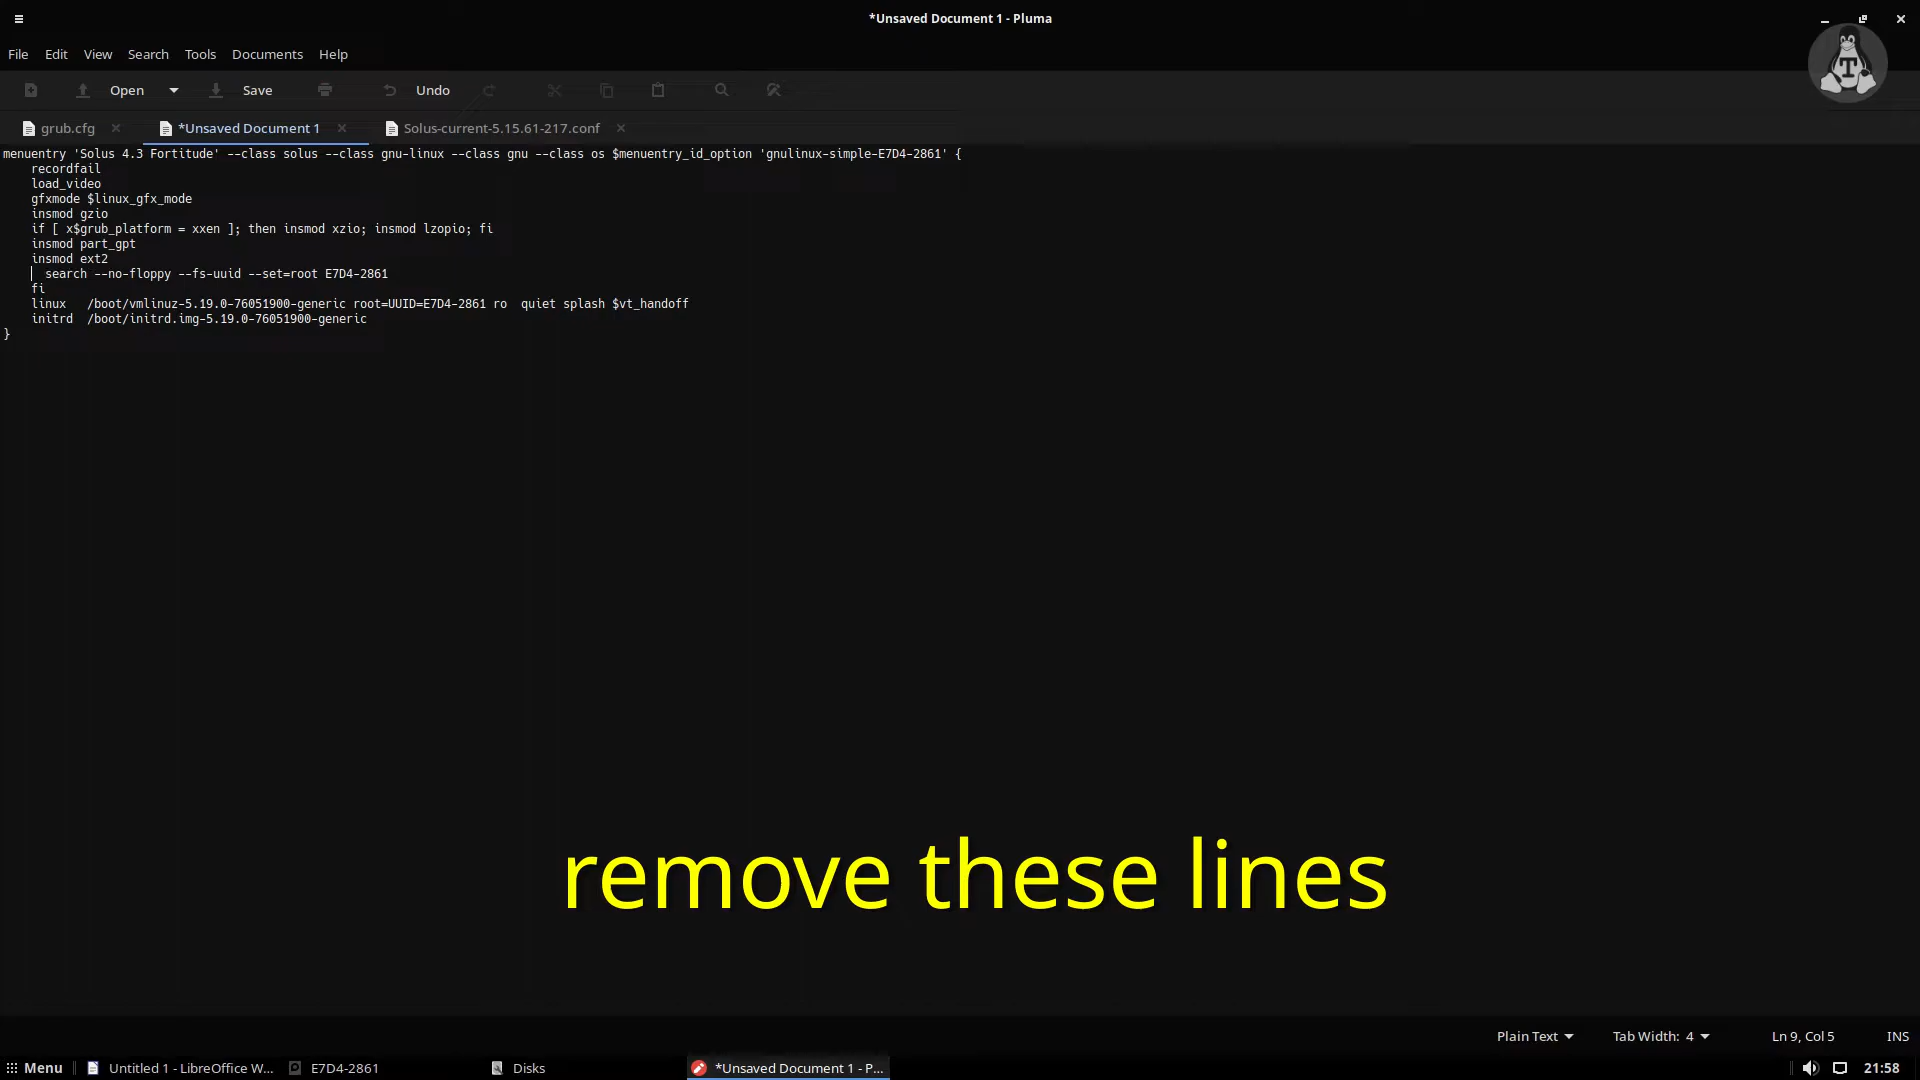 *Unsaved Document 1 - Pluma
File Edit View Search Tools Documents Help
Open Save Undo
grub.cfg *Unsaved Document 1 Solus-current-5.15.61-217.conf
menuentry 'Solus 4.3 Fortitude' --class solus --class gnu-linux --class gnu --class os $menuentry_id_option 'gnulinux-simple-E7D4-2861' {
recordfail
load_video
gfxmode $linux_gfx_mode
insmod gzio
if [ x$grub_platform = xxen ]; then insmod xzio; insmod lzopio; fi
insmod part_gpt
insmod ext2
search --no-floppy --fs-uuid --set=root E7D4-2861
fi
linux /boot/vmlinuz-5.19.0-76051900-generic root=UUID=E7D4-2861 ro quiet splash $vt_handoff
initrd /boot/initrd.img-5.19.0-76051900-generic
}
remove these lines
Plain Text Tab Width: 4 Ln 9, Col 5 INS
Menu Untitled 1 - LibreOffice W... E7D4-2861 Disks *Unsaved Document 1 - P... 21:58
T